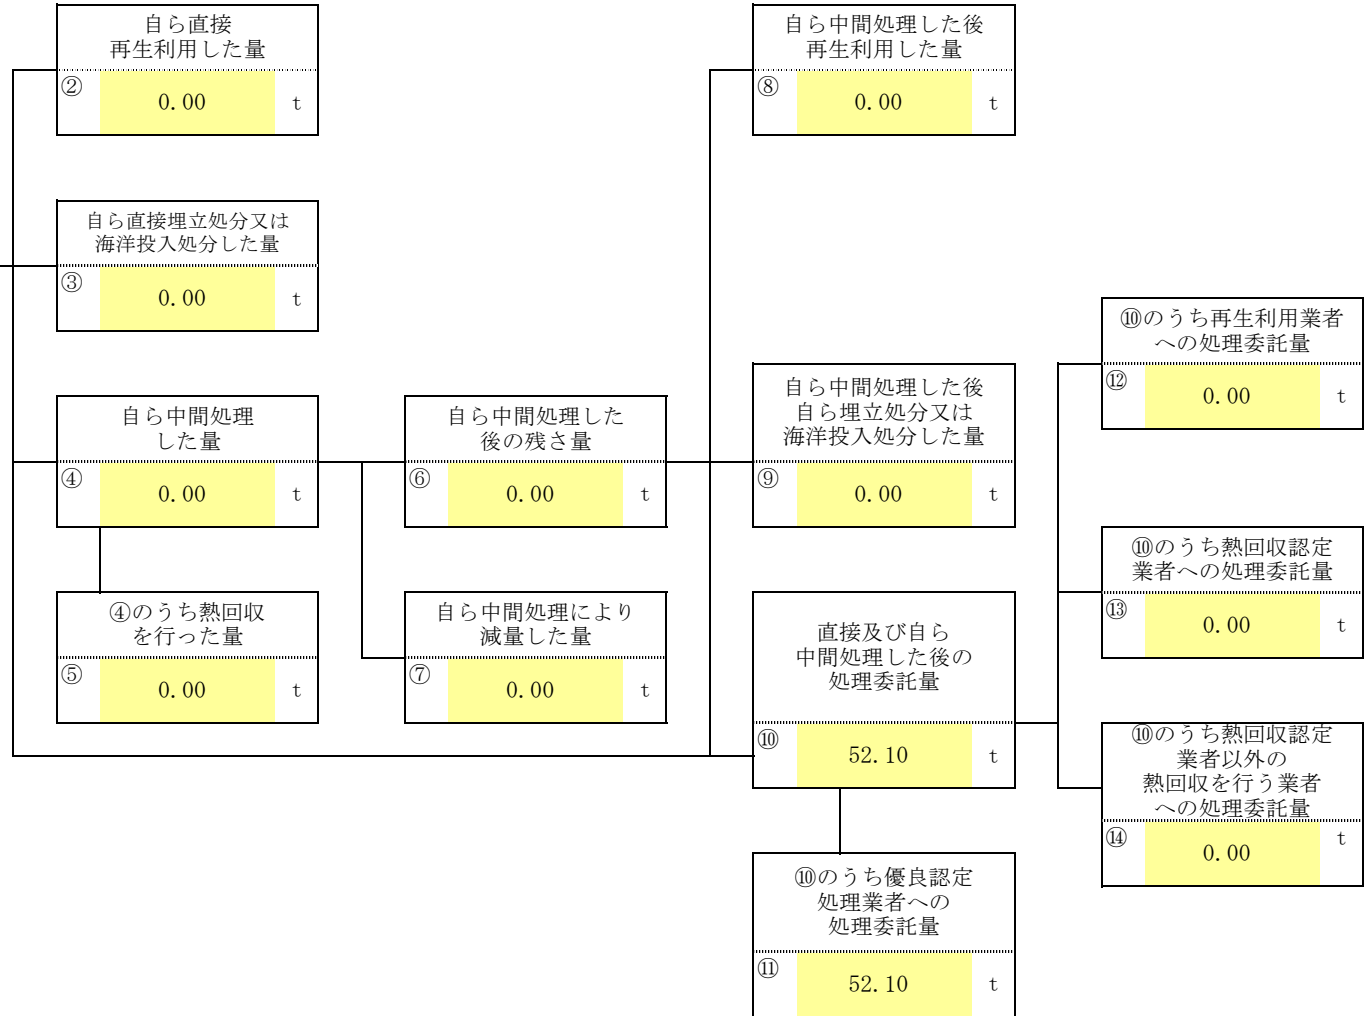 自ら直接
再生利用した量
② 0.00 t
自ら直接埋立処分又は
海洋投入処分した量
③ 0.00 t
自ら中間処理
した量
④ 0.00 t
④のうち熱回収
を行った量
⑤ 0.00 t
自ら中間処理した
後の残さ量
⑥ 0.00 t
自ら中間処理により
減量した量
⑦ 0.00 t
自ら中間処理した後
再生利用した量
⑧ 0.00 t
自ら中間処理した後
自ら埋立処分又は
海洋投入処分した量
⑨ 0.00 t
直接及び自ら
中間処理した後の
処理委託量
⑩ 52.10 t
⑩のうち優良認定
処理業者への
処理委託量
⑪ 52.10 t
⑩のうち再生利用業者
への処理委託量
⑫ 0.00 t
⑩のうち熱回収認定
業者への処理委託量
⑬ 0.00 t
⑩のうち熱回収認定
業者以外の
熱回収を行う業者
への処理委託量
⑭ 0.00 t